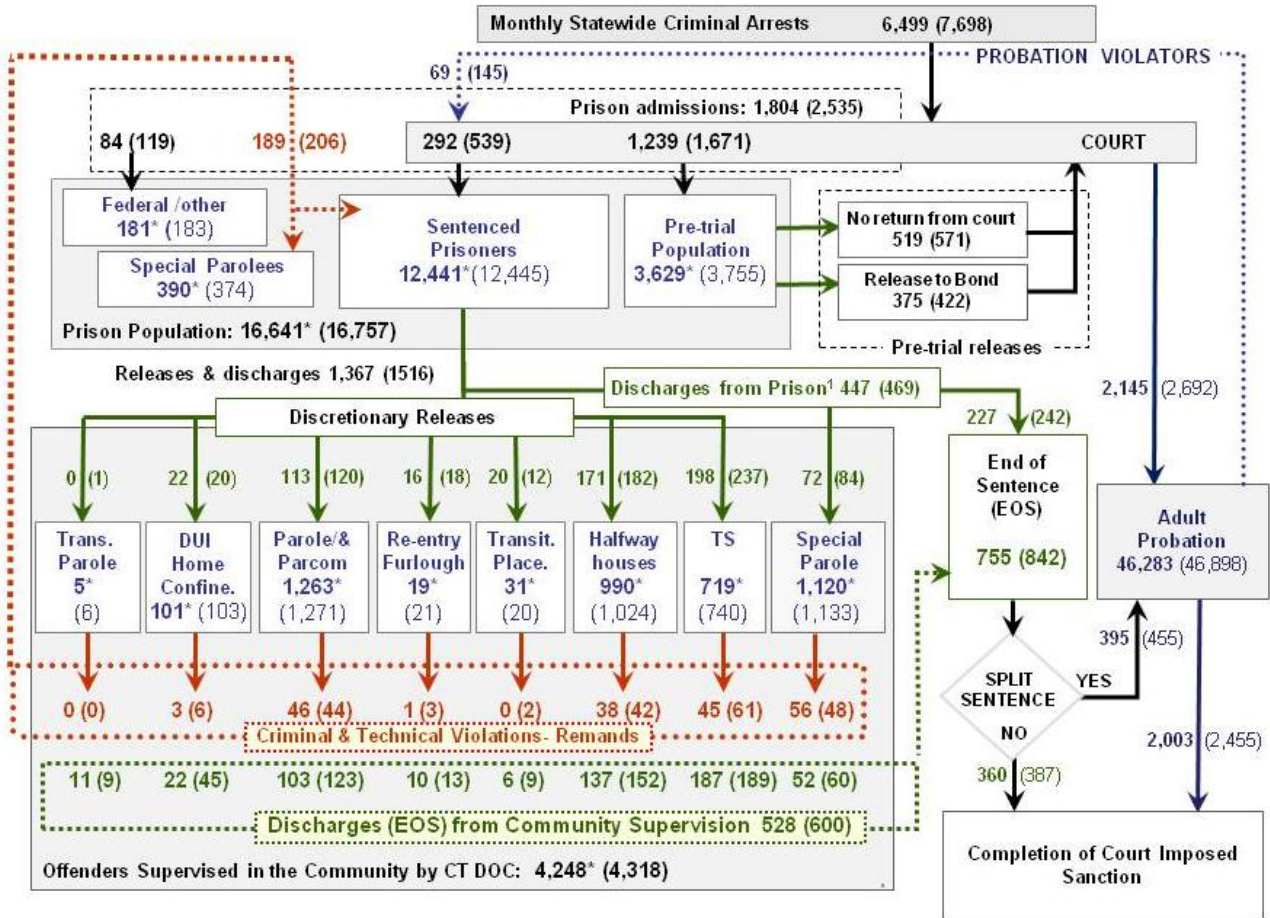 Monthly Statewide Criminal Arrests 6,499 (7,698)
PROBATION VIOLATORS
69 (145)
Prison admissions: 1,804 (2,535)
84 (119) 189 (206) 292 (539) 1,239 (1,671) COURT
Federal /other
181* (183)
Special Parolees
390* (374)
Sentenced
Prisoners
12,441*(12,445)
Pre-trial
Population
3,629* (3,755)
No return from court
519 (571)
Release to Bond
375 (422)
Pre-trial releases
Prison Population: 16,641* (16,757)
Releases & discharges 1,367 (1516)
Discharges from Prison¹ 447 (469)
2,145 (2,692)
Discretionary Releases
227 (242)
0 (1) 22 (20) 113 (120) 16 (18) 20 (12) 171 (182) 198 (237) 72 (84)
Trans.
Parole
5*
(6)
DUI
Home
Confine.
101* (103)
Parole/&
Parcom
1,263*
(1,271)
Re-entry
Furlough
19*
(21)
Transit.
Place.
31*
(20)
Halfway
houses
990*
(1,024)
TS
719*
(740)
Special
Parole
1,120*
(1,133)
End of
Sentence
(EOS)
755 (842)
Adult
Probation
46,283 (46,898)
395 (455)
SPLIT
SENTENCE
YES
NO
0 (0) 3 (6) 46 (44) 1 (3) 0 (2) 38 (42) 45 (61) 56 (48)
Criminal & Technical Violations- Remands
2,003 (2,455)
360 (387)
11 (9) 22 (45) 103 (123) 10 (13) 6 (9) 137 (152) 187 (189) 52 (60)
Discharges (EOS) from Community Supervision 528 (600)
Offenders Supervised in the Community by CT DOC: 4,248* (4,318)
Completion of Court Imposed
Sanction